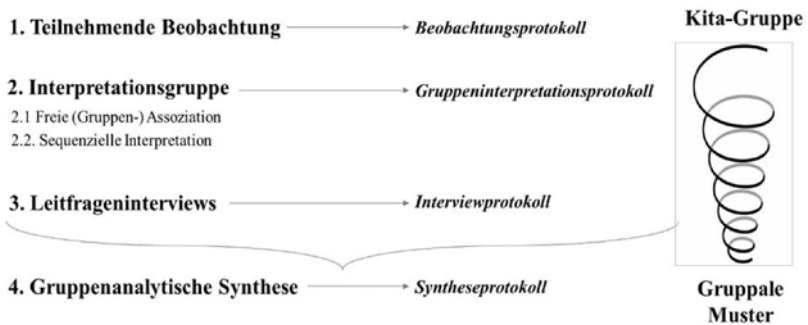 Kita-Gruppe
1. Teilnehmende Beobachtung Beobachtungsprotokoll
2. Interpretationsgruppe Gruppeninterpretationsprotokoll
2.1 Freie (Gruppen-) Assoziation
2.2. Sequenzielle Interpretation
3. Leitfrageninterviews Interviewprotokoll
4. Gruppenanalytische Synthese Syntheseprotokoll
Gruppale
Muster